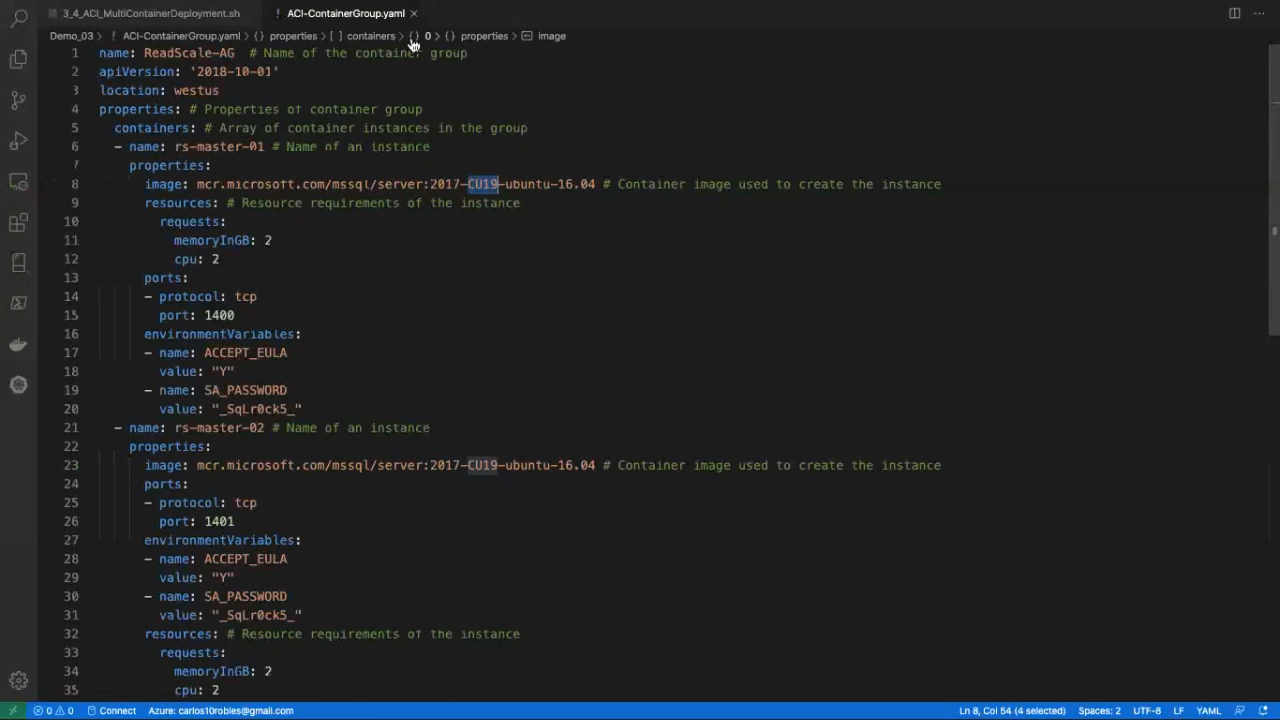 3_4_ACI_MultiContainerDeployment.sh
! ACI-ContainerGroup.yaml ×
Demo_03 > ! ACI-ContainerGroup.yaml > {} properties > [ ] containers > {} 0 > {} properties > image
1 name: ReadScale-AG # Name of the container group
2 apiVersion: '2018-10-01'
3 location: westus
4 properties: # Properties of container group
5 containers: # Array of container instances in the group
6 - name: rs-master-01 # Name of an instance
7 properties:
8 image: mcr.microsoft.com/mssql/server:2017-CU19-ubuntu-16.04 # Container image used to create the instance
9 resources: # Resource requirements of the instance
10 requests:
11 memoryInGB: 2
12 cpu: 2
13 ports:
14 - protocol: tcp
15 port: 1400
16 environmentVariables:
17 - name: ACCEPT_EULA
18 value: "Y"
19 - name: SA_PASSWORD
20 value: "_SqLr0ck5_"
21 - name: rs-master-02 # Name of an instance
22 properties:
23 image: mcr.microsoft.com/mssql/server:2017-CU19-ubuntu-16.04 # Container image used to create the instance
24 ports:
25 - protocol: tcp
26 port: 1401
27 environmentVariables:
28 - name: ACCEPT_EULA
29 value: "Y"
30 - name: SA_PASSWORD
31 value: "_SqLr0ck5_"
32 resources: # Resource requirements of the instance
33 requests:
34 memoryInGB: 2
35 cpu: 2
0 0 Connect Azure: carlos10robles@gmail.com Ln 8, Col 54 (4 selected) Spaces: 2 UTF-8 LF YAML